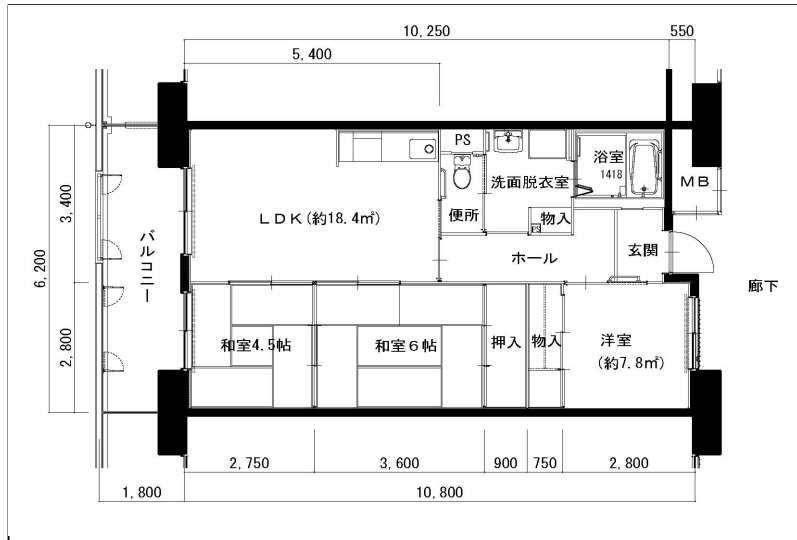 10,250
550
5,400
PS
浴室
1418
洗面脱衣室
MB
3,400
LDK(約18.4㎡)
便所
物入
PS
バルコニー
ホール
玄関
6,200
廊下
2,800
和室4.5帖
和室6帖
押入
物入
洋室
(約7.8㎡)
2,750
3,600
900
750
2,800
1,800
10,800